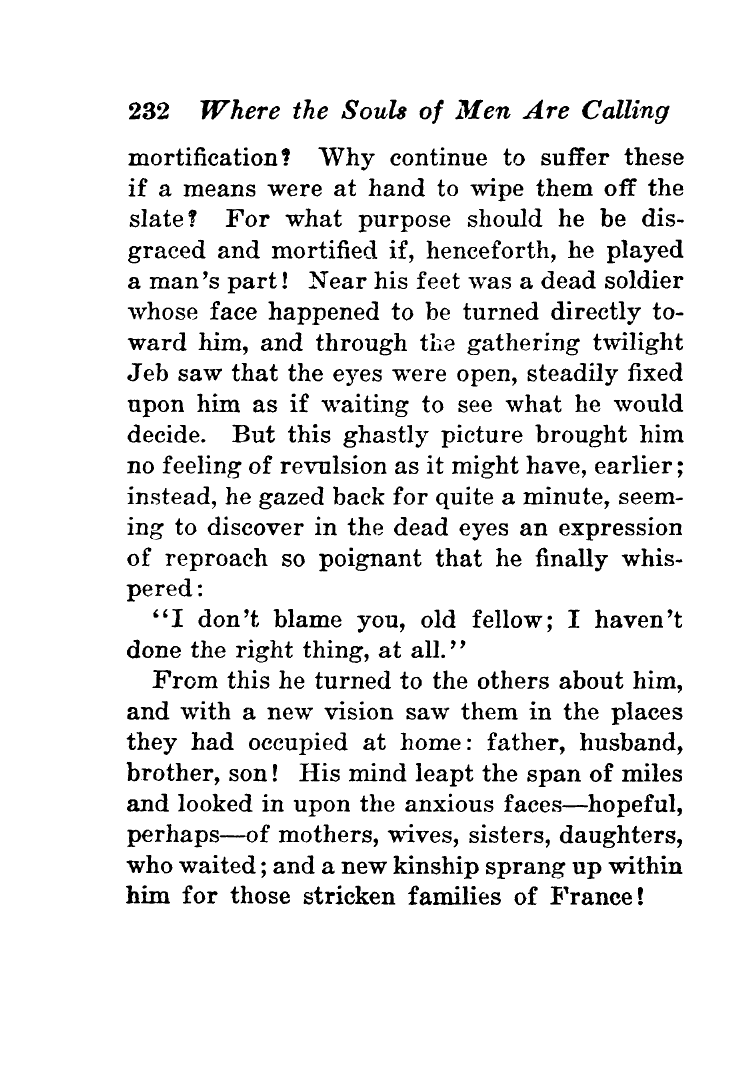 232 Where the Souls of Men Are Calling
mortification? Why continue to suffer these
if a means were at hand to wipe them off the
slate? For what purpose should he be dis-
graced and mortified if, henceforth, he played
a man's part! Near his feet was a dead soldier
whose face happened to be turned directly to-
ward him, and through the gathering twilight
Jeb saw that the eyes were open, steadily fixed
upon him as if waiting to see what he would
decide. But this ghastly picture brought him
no feeling of revulsion as it might have, earlier;
instead, he gazed back for quite a minute, seem-
ing to discover in the dead eyes an expression
of reproach so poignant that he finally whis-
pered:
"I don't blame you, old fellow; I haven't
done the right thing, at all."
From this he turned to the others about him,
and with a new vision saw them in the places
they had occupied at home: father, husband,
brother, son! His mind leapt the span of miles
and looked in upon the anxious faces—hopeful,
perhaps—of mothers, wives, sisters, daughters,
who waited; and a new kinship sprang up within
him for those stricken families of France!